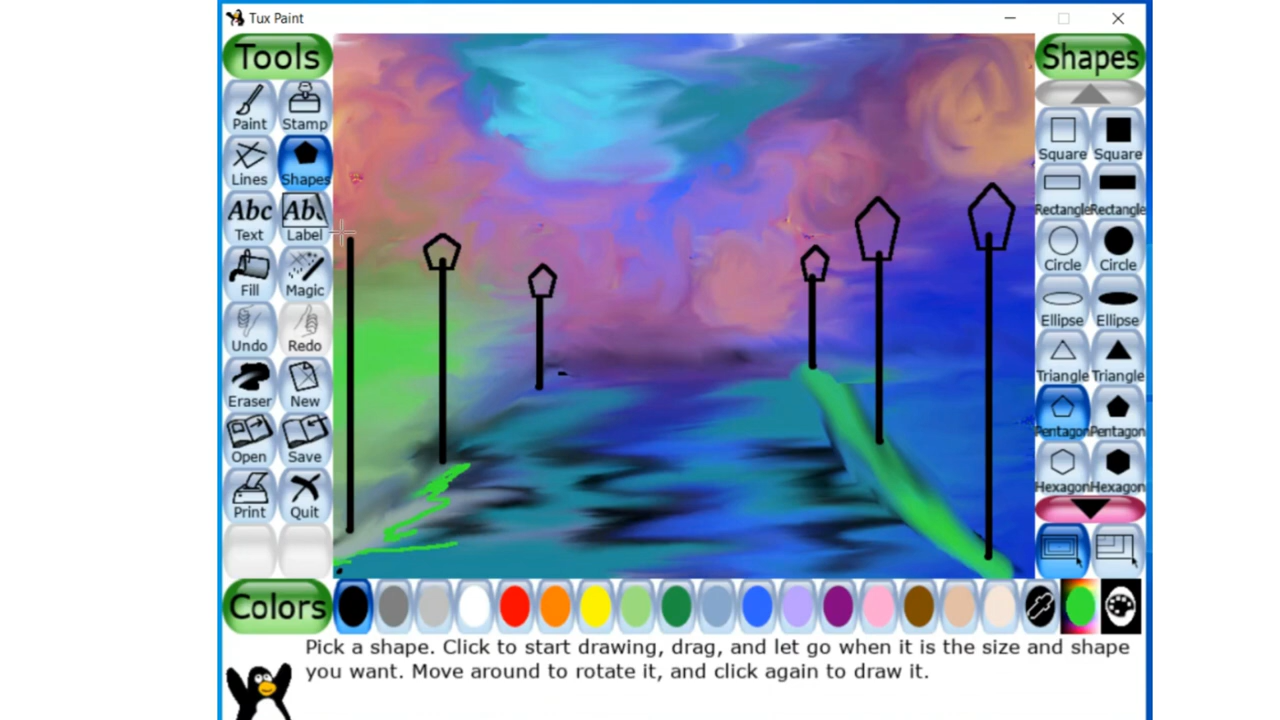 Tux Paint
Tools
Shapes
Paint Stamp
Square Square
Lines Shapes
Rectangle Rectangle
Abc Abc
Text Label
Circle Circle
Fill Magic
Ellipse Ellipse
Undo Redo
Triangle Triangle
Eraser New
Pentagon Pentagon
Open Save
Hexagon Hexagon
Print Quit
Colors
Pick a shape. Click to start drawing, drag, and let go when it is the size and shape
you want. Move around to rotate it, and click again to draw it.